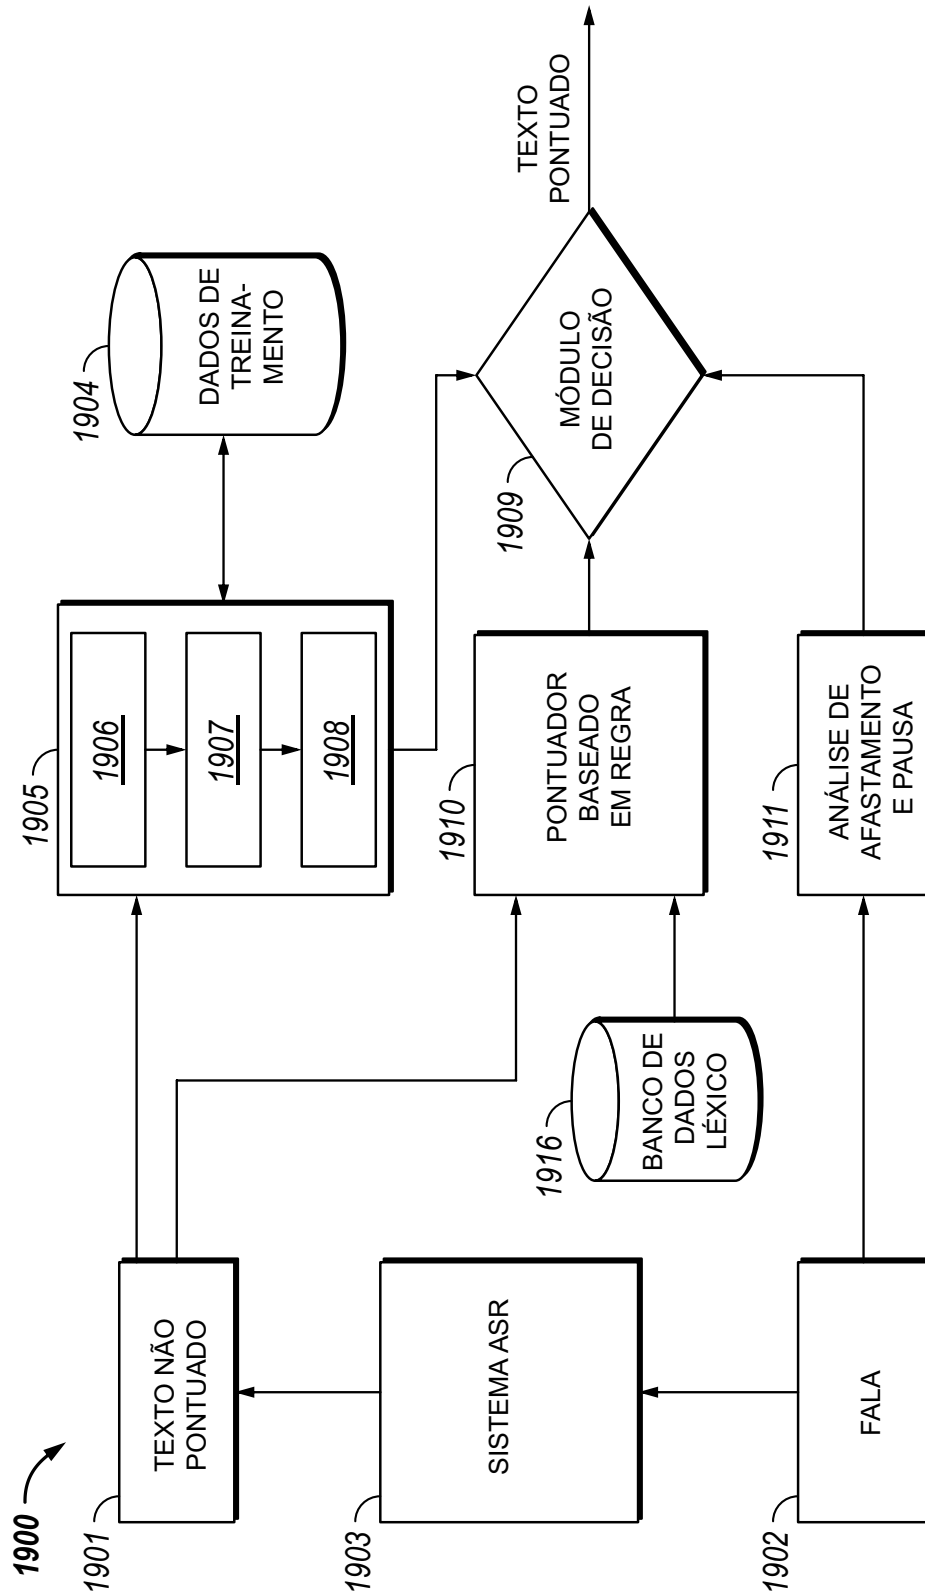 1900
1901
TEXTO NÃO
PONTUADO
1903
SISTEMA ASR
1902
FALA
1905
1906
1907
1908
1904
DADOS DE
TREINA-
MENTO
1916
BANCO DE
DADOS
LÉXICO
1910
PONTUADOR
BASEADO
EM REGRA
1911
ANÁLISE DE
AFASTAMENTO
E PAUSA
1909
MÓDULO
DE DECISÃO
TEXTO
PONTUADO